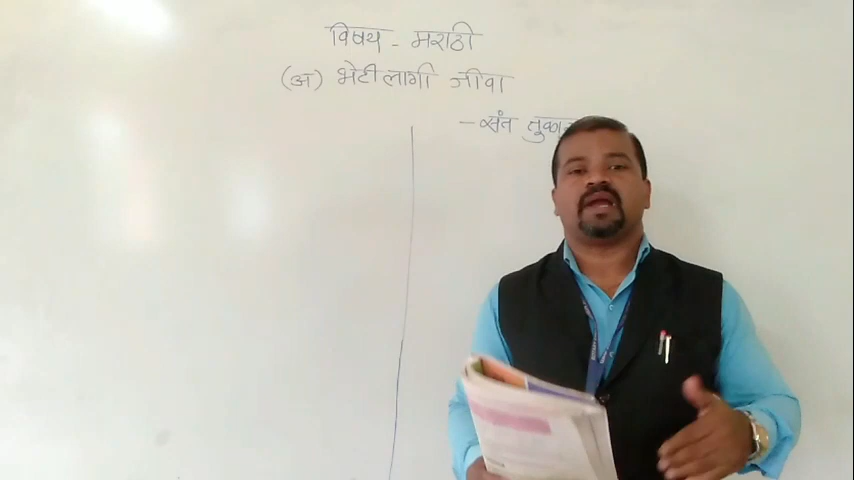 विषय - मराठी
(अ) भेटीलागी जीवा
- संत